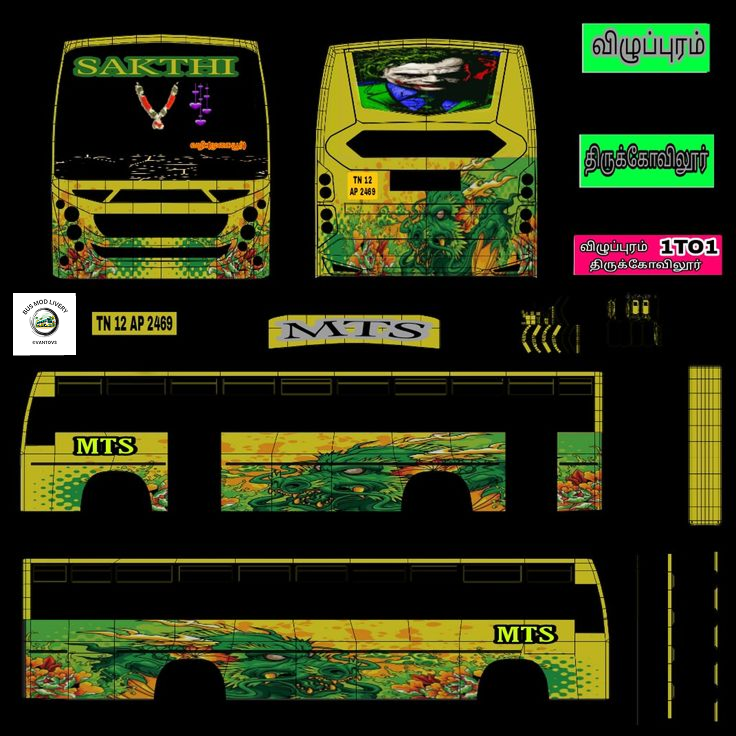 SAKTHI
விழுப்புரம்
திருக்கோவிலூர்
TN 12
AP 2469
விழுப்புரம் 1TO1
திருக்கோவிலூர்
BUS MOD LIVERY
TN 12 AP 2469
MTS
MTS
MTS